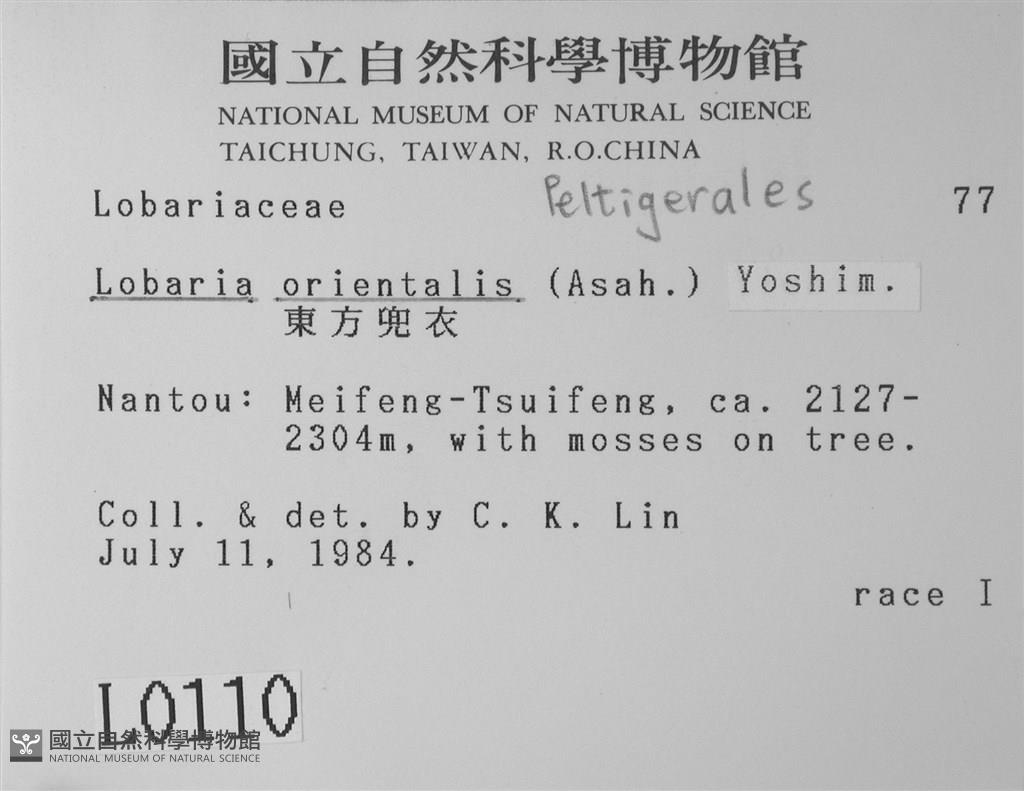 國立自然科學博物館
NATIONAL MUSEUM OF NATURAL SCIENCE
TAICHUNG, TAIWAN, R.O.CHINA
Lobariaceae Peltigerales 77
Lobaria orientalis (Asah.) Yoshim.
東方兜衣
Nantou: Meifeng-Tsuifeng, ca. 2127-
2304m, with mosses on tree.
Coll. & det. by C. K. Lin
July 11, 1984.
race I
L0110
國立自然科學博物館
NATIONAL MUSEUM OF NATURAL SCIENCE